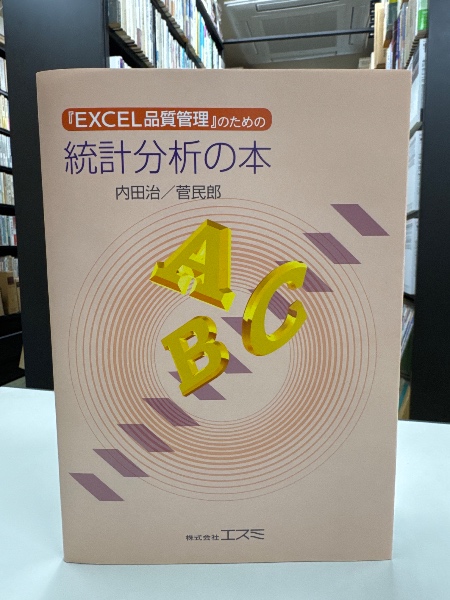 『EXCEL品質管理』のための
統計分析の本
内田治／菅民郎
A
B C
株式会社エスミ